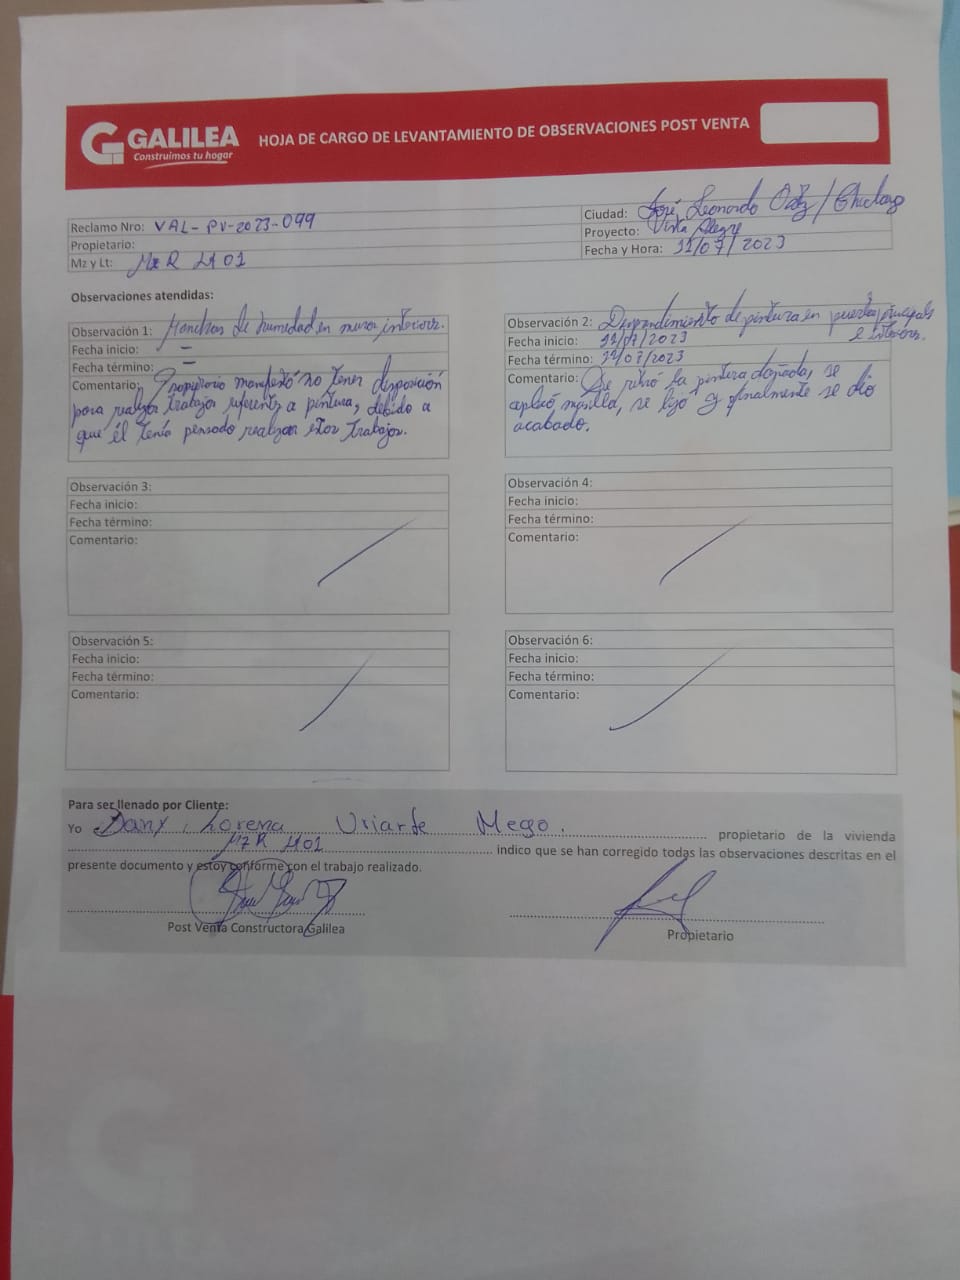 GALILEA
Construimos tu hogar
HOJA DE CARGO DE LEVANTAMIENTO DE OBSERVACIONES POST VENTA
Reclamo Nro: VAL-PV-2023-099
Propietario:
Mz y Lt: Mz R Lt 01
Ciudad: José Leonardo Ortiz / Chiclayo
Proyecto: Vista Alegre
Fecha y Hora: 11/07/2023
Observaciones atendidas:
Observación 1: Manchas de humedad en muros interiores.
Fecha inicio: —
Fecha término: —
Comentario: Propietario manifestó no tener disposición
para realizar trabajos referente a pintura, debido a
que él tenía pensado realizar estos trabajos.
Observación 2: Desprendimiento de pintura en puertas principales
e interiores.
Fecha inicio: 11/07/2023
Fecha término: 11/07/2023
Comentario: Se retiró la pintura dañada, se
aplicó masilla, se lijó y finalmente se dio
acabado.
Observación 3:
Fecha inicio:
Fecha término:
Comentario:
Observación 4:
Fecha inicio:
Fecha término:
Comentario:
Observación 5:
Fecha inicio:
Fecha término:
Comentario:
Observación 6:
Fecha inicio:
Fecha término:
Comentario:
Para ser llenado por Cliente:
Yo Dany Lorena Uriarte Mego. propietario de la vivienda
Mz R Lt 01 indico que se han corregido todas las observaciones descritas en el
presente documento y estoy conforme con el trabajo realizado.
Post Venta Constructora Galilea
Propietario